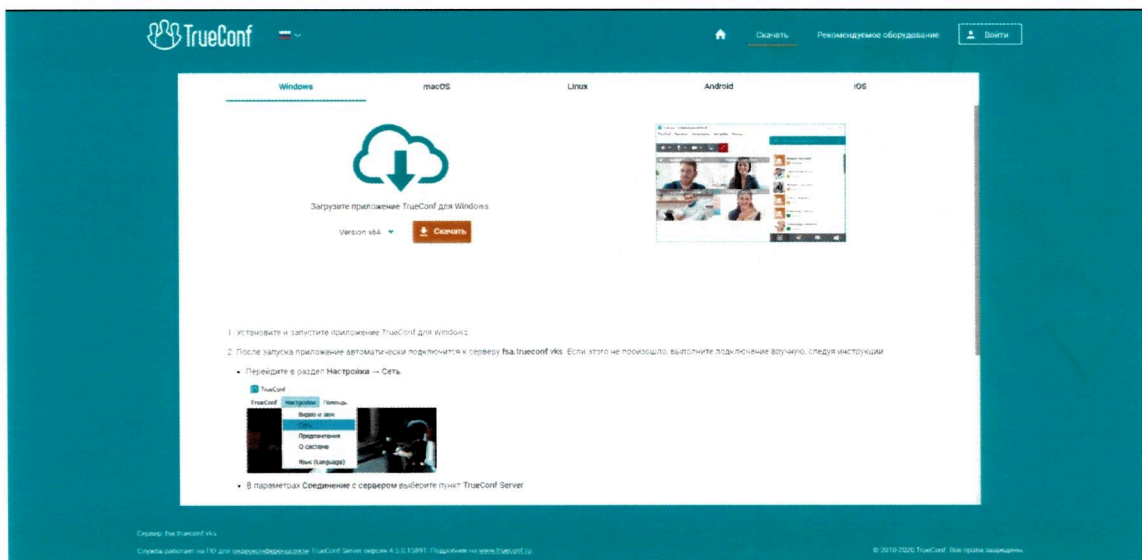 TrueConf
Скачать
Рекомендуемое оборудование
Войти
Windows
macOS
Linux
Android
iOS
Загрузите приложение TrueConf для Windows
Version x64
Скачать
1. Установите и запустите приложение TrueConf для Windows
2. После запуска приложение автоматически подключится к серверу fsa.trueconf.vks. Если этого не произошло, выполните подключение вручную, следуя инструкции
• Перейдите в раздел Настройки — Сеть
TrueConf
TrueConf Настройки Помощь
Видео и звук
Сеть
Предпочтения
О системе
Язык (Language)
• В параметрах Соединение с сервером выберите пункт TrueConf Server
Сервер: fsa.trueconf.vks
Служба работает на ПО для видеоконференцсвязи TrueConf Server версии 4.5.0.15891. Подробнее на www.trueconf.ru
© 2010-2020 TrueConf. Все права защищены.